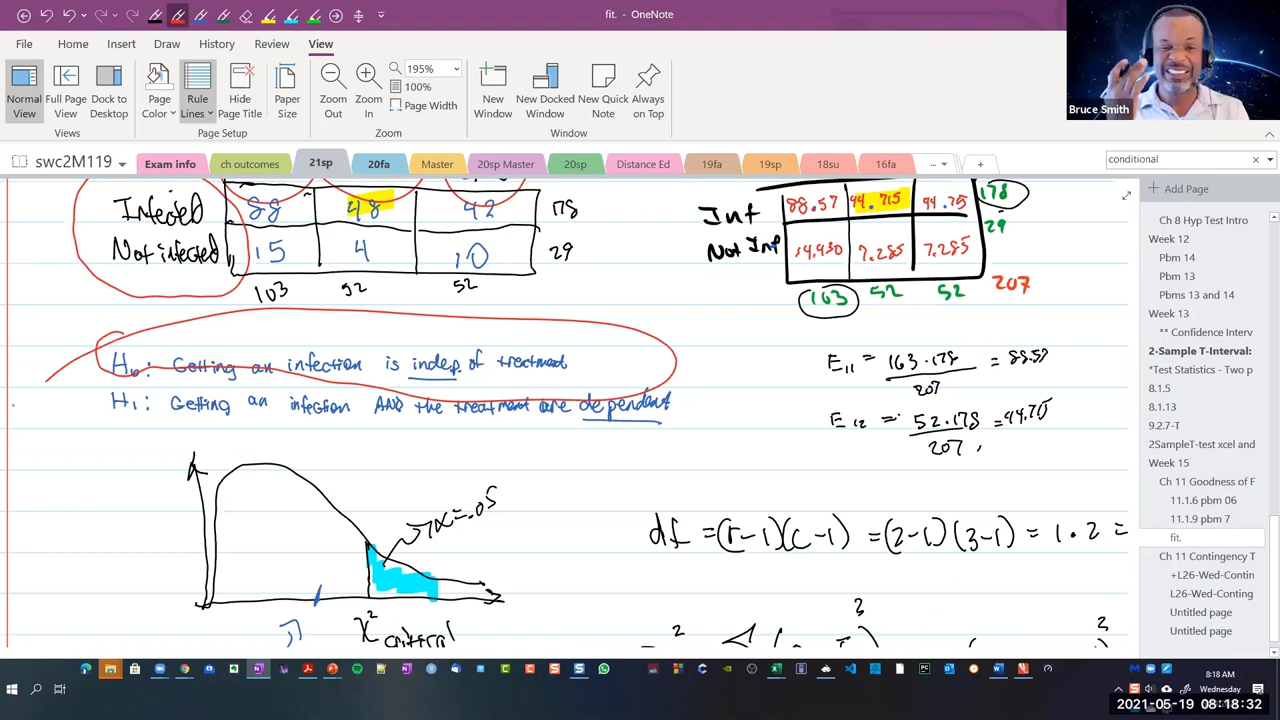 fit. - OneNote
File Home Insert Draw History Review View
195%
100%
Page Width
Normal View
Full Page View
Dock to Desktop
Page Color
Rule Lines
Hide Page Title
Paper Size
Zoom Out
Zoom In
New Window
New Docked Window
New Quick Note
Always on Top
Views Page Setup Zoom Window
Bruce Smith
swc2M119 Exam info ch outcomes 21sp 20fa Master 20sp Master 20sp Distance Ed 19fa 19sp 18su 16fa
conditional
Add Page
Ch 8 Hyp Test Intro
Week 12
Pbm 14
Pbm 13
Pbms 13 and 14
Week 13
** Confidence Interv
2-Sample T-Interval:
*Test Statistics - Two p
8.1.5
8.1.13
9.2.7-T
2SampleT-test xcel and
Week 15
Ch 11 Goodness of F
11.1.6 pbm 06
11.1.9 pbm 7
fit.
Ch 11 Contingency T
+L26-Wed-Contin
L26-Wed-Conting
Untitled page
Untitled page
Infected 88 48 42 178
Not infected 15 4 10 29
103 52 52
Inf 88.57 44.715 44.715 178
Not Inf 14.430 7.285 7.285 29
103 52 52 207
H₀: Getting an infection is indep. of treatment
H₁: Getting an infection AND the treatment are dependent
E₁₁ = 103·178 / 207 = 88.57
E₁₂ = 52·178 / 207 = 44.715
α=.05
df = (r-1)(c-1) = (2-1)(3-1) = 1·2 =
χ² critical
8:18 AM
Wednesday
2021-05-19 08:18:32